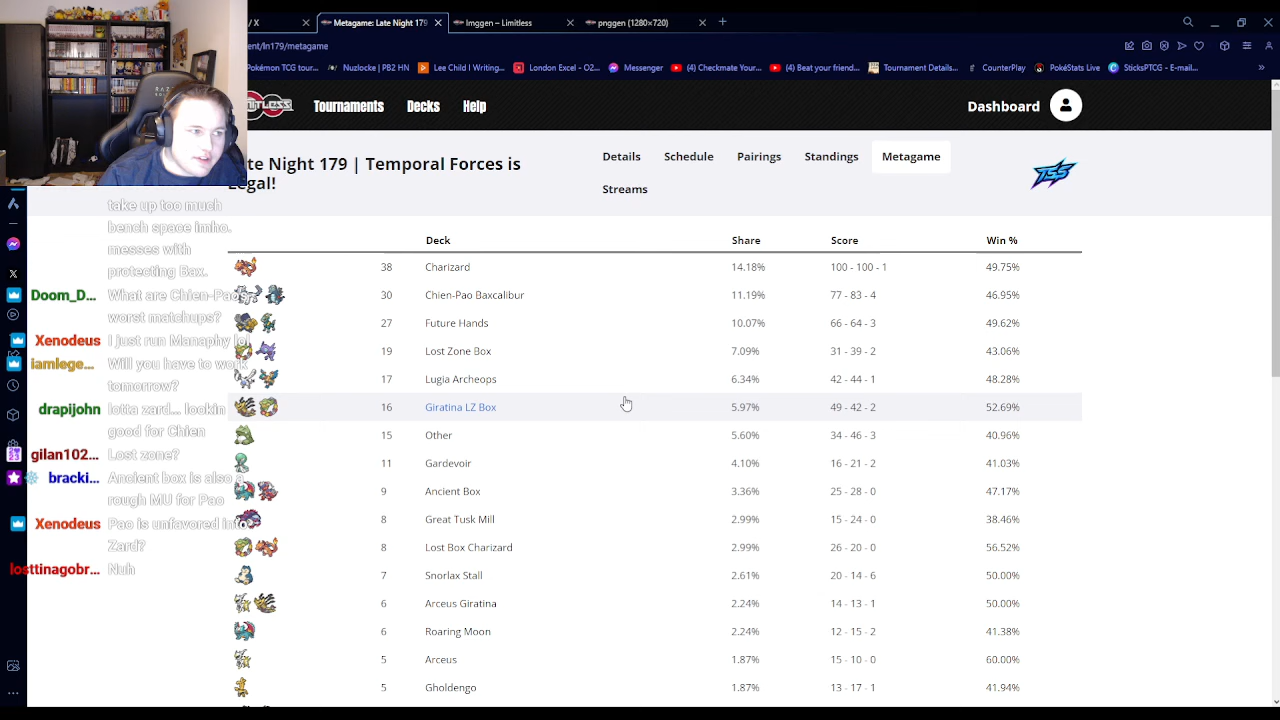 / X
Metagame: Late Night 179
Imggen – Limitless
pnggen (1280×720)
ent/ln179/metagame
Pokémon TCG tour...
Nuzlocke | PB2 HN
Lee Child | Writing...
London Excel - O2...
Messenger
(4) Checkmate Your...
(4) Beat your friend...
Tournament Details...
CounterPlay
PokéStats Live
SticksPTCG - E-mail...
Tournaments
Decks
Help
Dashboard
te Night 179 | Temporal Forces is
Legal!
Details
Schedule
Pairings
Standings
Metagame
Streams
TSS
Deck Share Score Win %
38 Charizard 14.18% 100 - 100 - 1 49.75%
30 Chien-Pao Baxcalibur 11.19% 77 - 83 - 4 46.95%
27 Future Hands 10.07% 66 - 64 - 3 49.62%
19 Lost Zone Box 7.09% 31 - 39 - 2 43.06%
17 Lugia Archeops 6.34% 42 - 44 - 1 48.28%
16 Giratina LZ Box 5.97% 49 - 42 - 2 52.69%
15 Other 5.60% 34 - 46 - 3 40.96%
11 Gardevoir 4.10% 16 - 21 - 2 41.03%
9 Ancient Box 3.36% 25 - 28 - 0 47.17%
8 Great Tusk Mill 2.99% 15 - 24 - 0 38.46%
8 Lost Box Charizard 2.99% 26 - 20 - 0 56.52%
7 Snorlax Stall 2.61% 20 - 14 - 6 50.00%
6 Arceus Giratina 2.24% 14 - 13 - 1 50.00%
6 Roaring Moon 2.24% 12 - 15 - 2 41.38%
5 Arceus 1.87% 15 - 10 - 0 60.00%
5 Gholdengo 1.87% 13 - 17 - 1 41.94%
take up too much
bench space imho.
messes with
protecting Bax.
Doom_D... What are Chien-Paos
worst matchups?
Xenodeus I just run Manaphy lol
iamlege... Will you have to work
tomorrow?
drapijohn lotta zard... lookin
good for Chien
gilan102... Lost zone?
bracki... Ancient box is also a
rough MU for Pao
Xenodeus Pao is unfavored into
Zard?
losttinagobr... Nuh